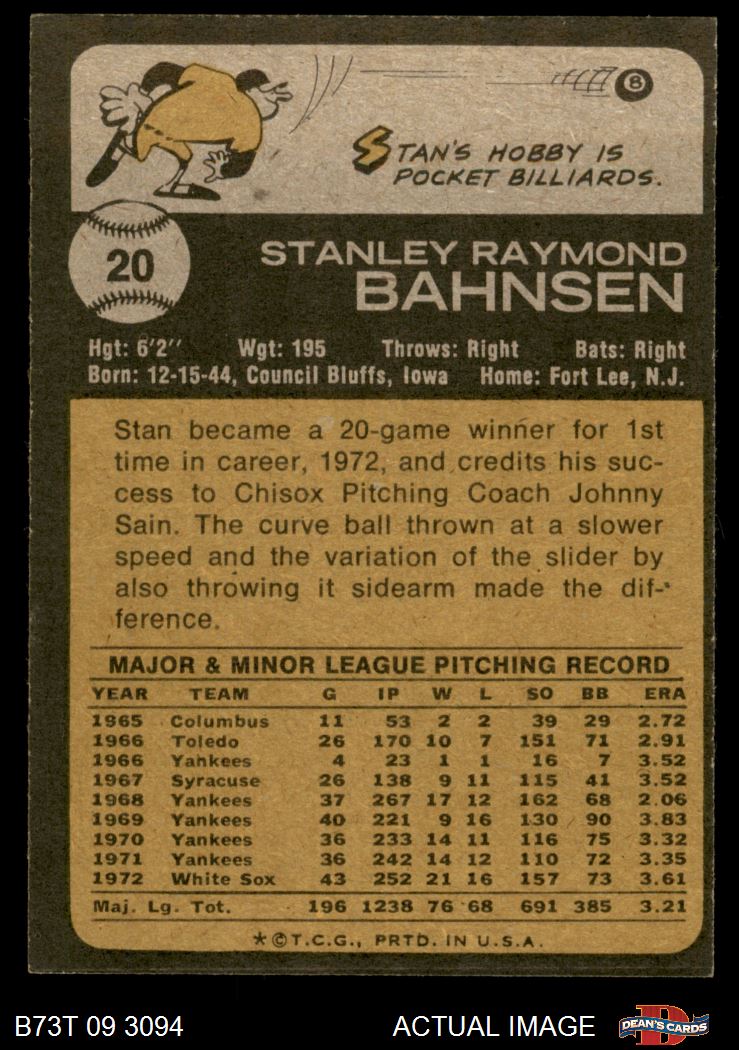 8
STAN'S HOBBY IS
POCKET BILLIARDS.
20
STANLEY RAYMOND
BAHNSEN
Hgt: 6'2'' Wgt: 195 Throws: Right Bats: Right
Born: 12-15-44, Council Bluffs, Iowa Home: Fort Lee, N.J.
Stan became a 20-game winner for 1st
time in career, 1972, and credits his suc-
cess to Chisox Pitching Coach Johnny
Sain. The curve ball thrown at a slower
speed and the variation of the slider by
also throwing it sidearm made the dif-
ference.
MAJOR & MINOR LEAGUE PITCHING RECORD
YEAR TEAM G IP W L SO BB ERA
1965 Columbus 11 53 2 2 39 29 2.72
1966 Toledo 26 170 10 7 151 71 2.91
1966 Yankees 4 23 1 1 16 7 3.52
1967 Syracuse 26 138 9 11 115 41 3.52
1968 Yankees 37 267 17 12 162 68 2.06
1969 Yankees 40 221 9 16 130 90 3.83
1970 Yankees 36 233 14 11 116 75 3.32
1971 Yankees 36 242 14 12 110 72 3.35
1972 White Sox 43 252 21 16 157 73 3.61
Maj. Lg. Tot. 196 1238 76 68 691 385 3.21
*©T.C.G., PRTD. IN U.S.A.
B73T 09 3094 ACTUAL IMAGE D DEAN'S CARDS